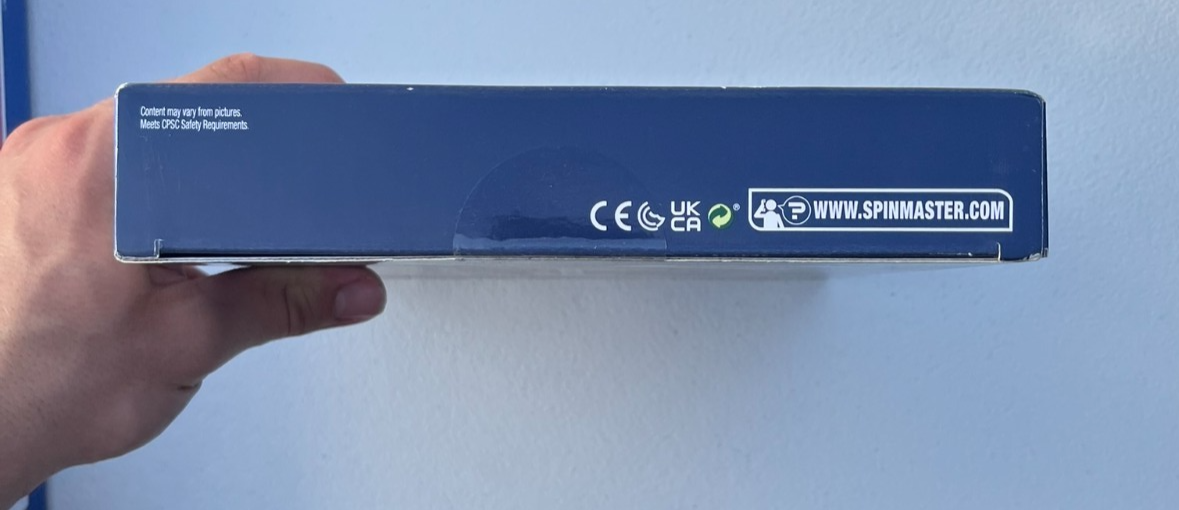 Content may vary from pictures.
Meets CPSC Safety Requirements.
CE UK CA ® ? WWW.SPINMASTER.COM